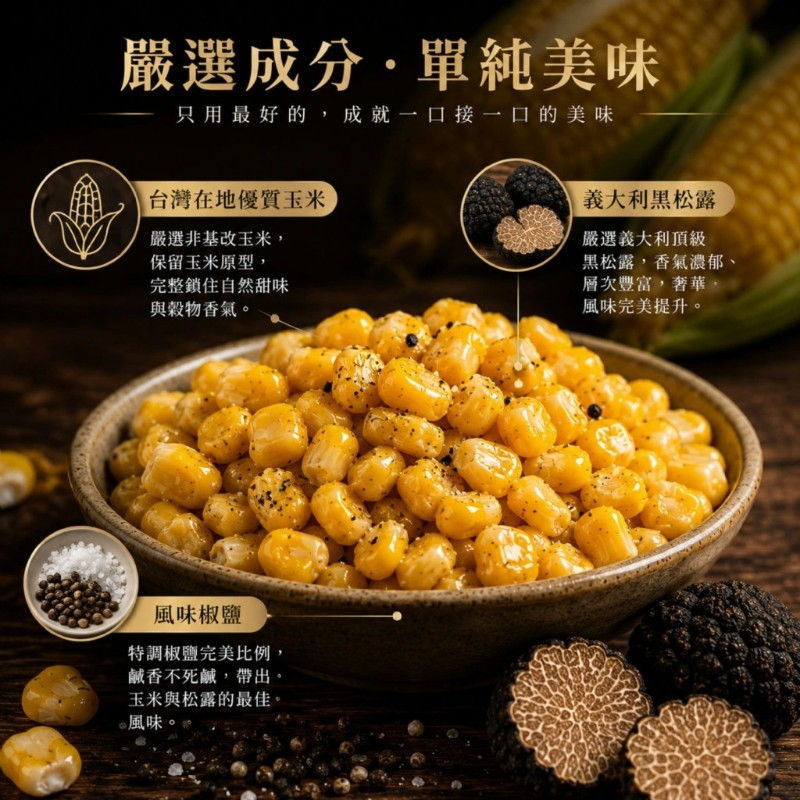 嚴選成分·單純美味
只用最好的，成就一口接一口的美味
台灣在地優質玉米
嚴選非基改玉米，
保留玉米原型，
完整鎖住自然甜味
與穀物香氣。
義大利黑松露
嚴選義大利頂級
黑松露，香氣濃郁、
層次豐富，奢華
風味完美提升。
風味椒鹽
特調椒鹽完美比例，
鹹香不死鹹，帶出
玉米與松露的最佳
風味。